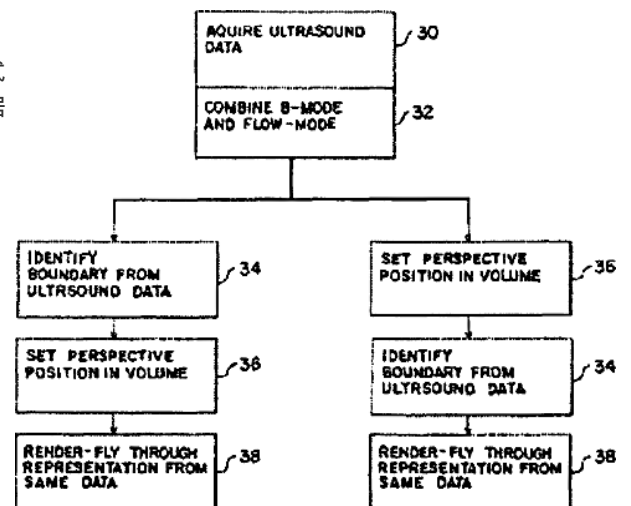 AQUIRE ULTRASOUND
DATA
30
COMBINE B-MODE
AND FLOW-MODE
32
IDENTIFY
BOUNDARY FROM
ULTRSOUND DATA
34
SET PERSPECTIVE
POSITION IN VOLUME
36
RENDER-FLY THROUGH
REPRESENTATION FROM
SAME DATA
38
SET PERSPECTIVE
POSITION IN VOLUME
36
IDENTIFY
BOUNDARY FROM
ULTRSOUND DATA
34
RENDER-FLY THROUGH
REPRESENTATION FROM
SAME DATA
38